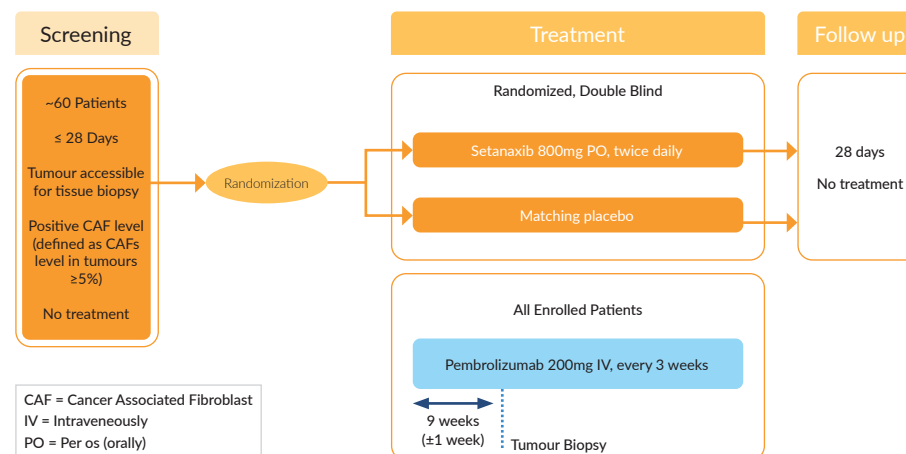 Screening
Treatment
Follow up
~60 Patients
≤ 28 Days
Tumour accessible
for tissue biopsy
Positive CAF level
(defined as CAFs
level in tumours
≥5%)
No treatment
Randomization
Randomized, Double Blind
Setanaxib 800mg PO, twice daily
Matching placebo
28 days
No treatment
All Enrolled Patients
Pembrolizumab 200mg IV, every 3 weeks
9 weeks
(±1 week)
Tumour Biopsy
CAF = Cancer Associated Fibroblast
IV = Intraveneously
PO = Per os (orally)